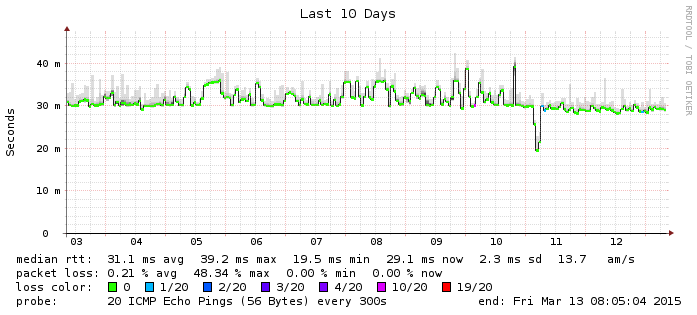 Last 10 Days
RRDTOOL / TOBI OETIKER
Seconds
40 m
30 m
20 m
10 m
0
03 04 05 06 07 08 09 10 11 12
median rtt: 31.1 ms avg 39.2 ms max 19.5 ms min 29.1 ms now 2.3 ms sd 13.7 am/s
packet loss: 0.21 % avg 48.34 % max 0.00 % min 0.00 % now
loss color: 0 1/20 2/20 3/20 4/20 10/20 19/20
probe: 20 ICMP Echo Pings (56 Bytes) every 300s end: Fri Mar 13 08:05:04 2015